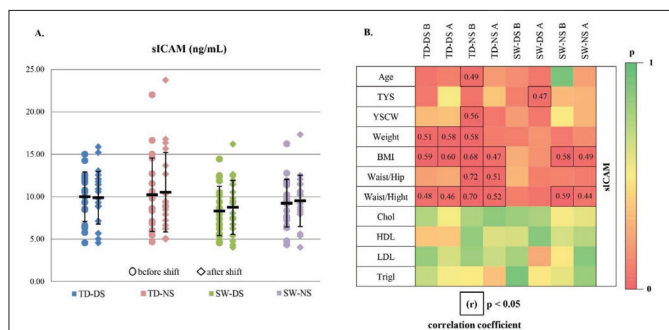 A.
sICAM (ng/mL)
25.00
20.00
15.00
10.00
5.00
0.00
before shift after shift
TD-DS TD-NS SW-DS SW-NS
B.
TD-DS B TD-DS A TD-NS B TD-NS A SW-DS B SW-DS A SW-NS B SW-NS A
Age 0.49
TYS 0.47
YSCW 0.56
Weight 0.51 0.58 0.58
BMI 0.59 0.60 0.68 0.47 0.58 0.49
Waist/Hip 0.72 0.51
Waist/Hight 0.48 0.46 0.70 0.52 0.59 0.44
Chol
HDL
LDL
Trigl
sICAM
p
1
0
(r) p < 0.05
correlation coefficient